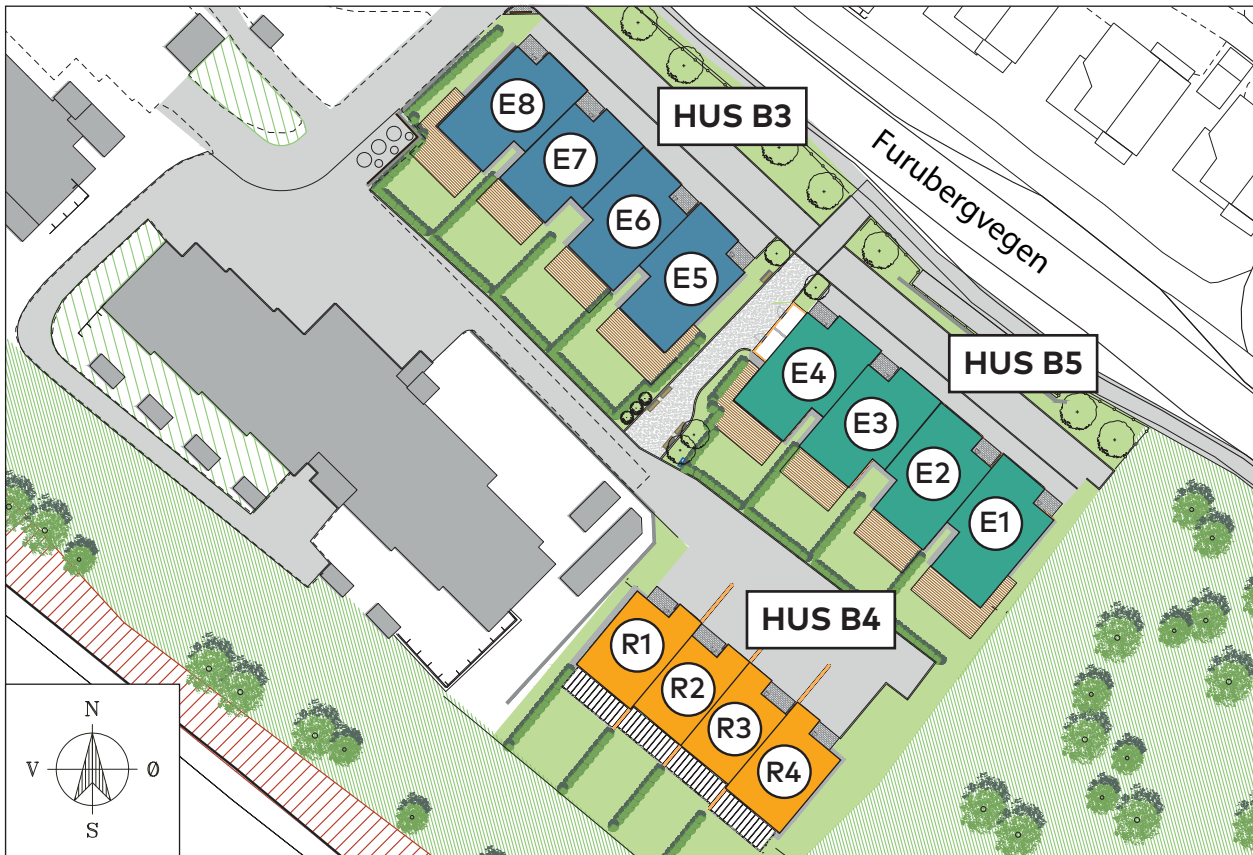 E8
HUS B3
E7
Furubergvegen
E6
E5
HUS B5
E4
E3
E2
E1
HUS B4
R1
R2
R3
R4
N
V Ø
S